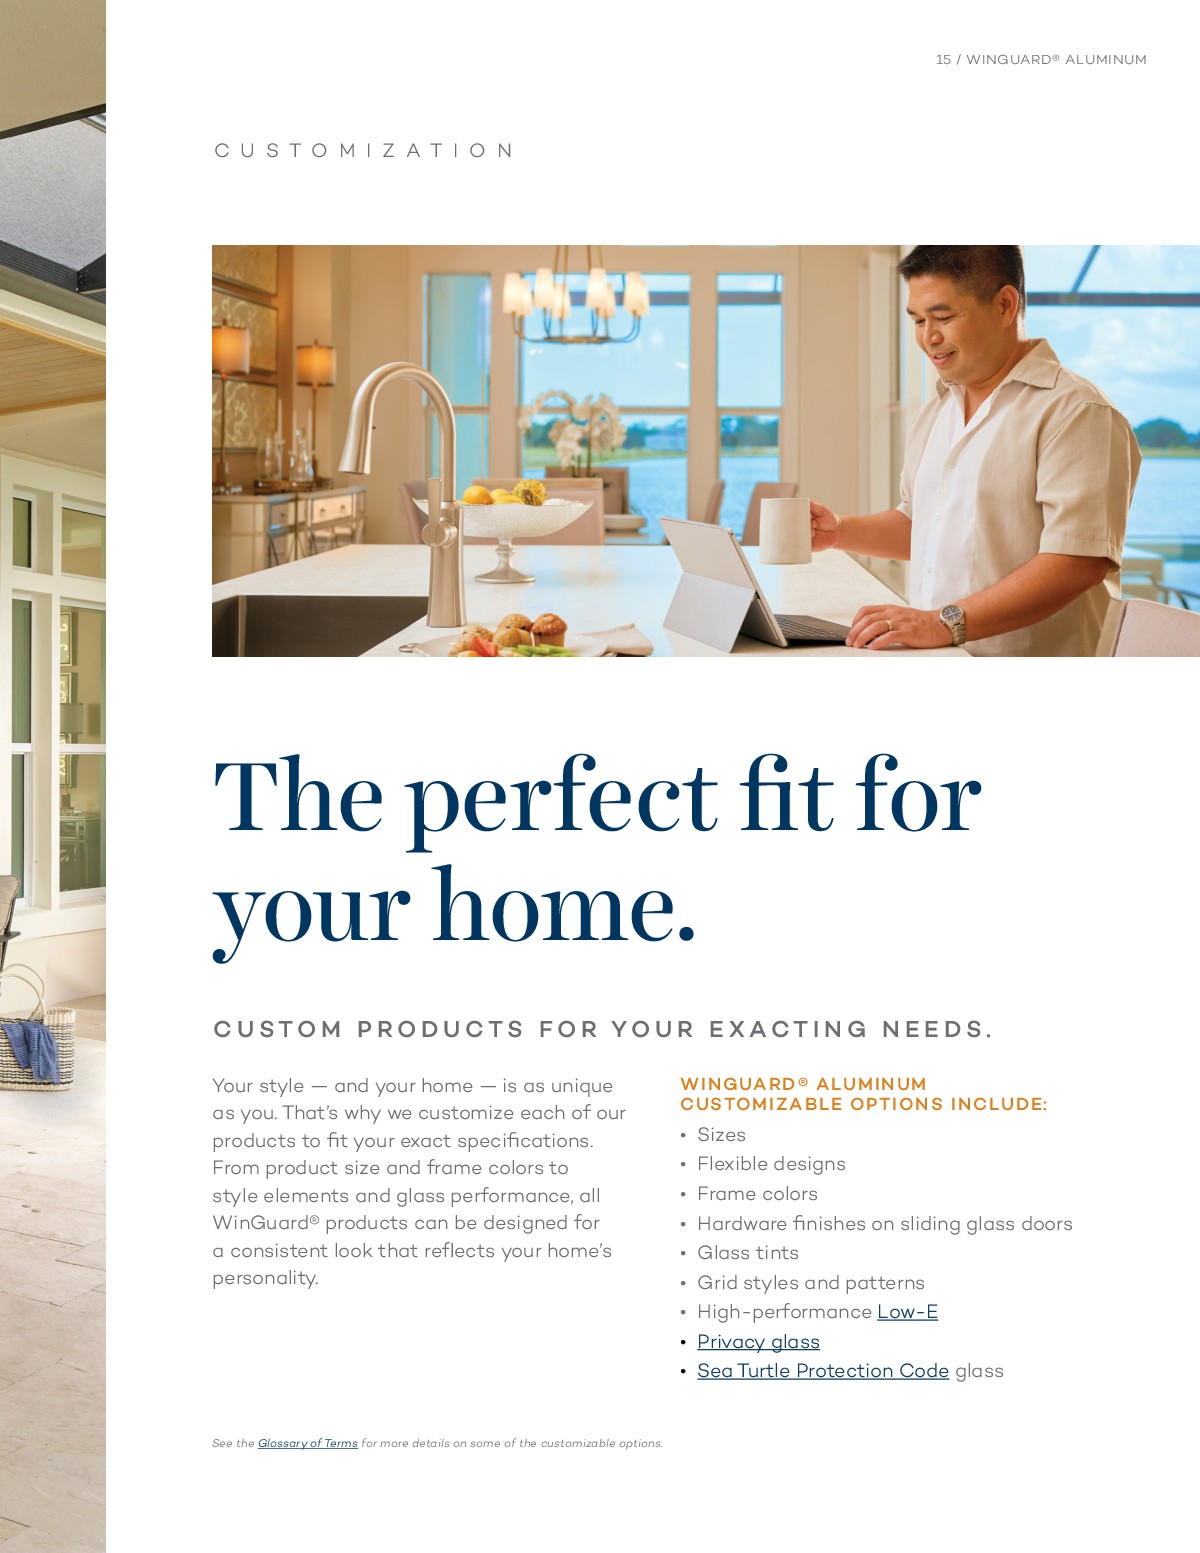 15 / WINGUARD® ALUMINUM
CUSTOMIZATION
The perfect fit for
your home.
CUSTOM PRODUCTS FOR YOUR EXACTING NEEDS.
Your style — and your home — is as unique
as you. That’s why we customize each of our
products to fit your exact specifications.
From product size and frame colors to
style elements and glass performance, all
WinGuard® products can be designed for
a consistent look that reflects your home’s
personality.
WINGUARD® ALUMINUM
CUSTOMIZABLE OPTIONS INCLUDE:
• Sizes
• Flexible designs
• Frame colors
• Hardware finishes on sliding glass doors
• Glass tints
• Grid styles and patterns
• High-performance Low-E
• Privacy glass
• Sea Turtle Protection Code glass
See the Glossary of Terms for more details on some of the customizable options.